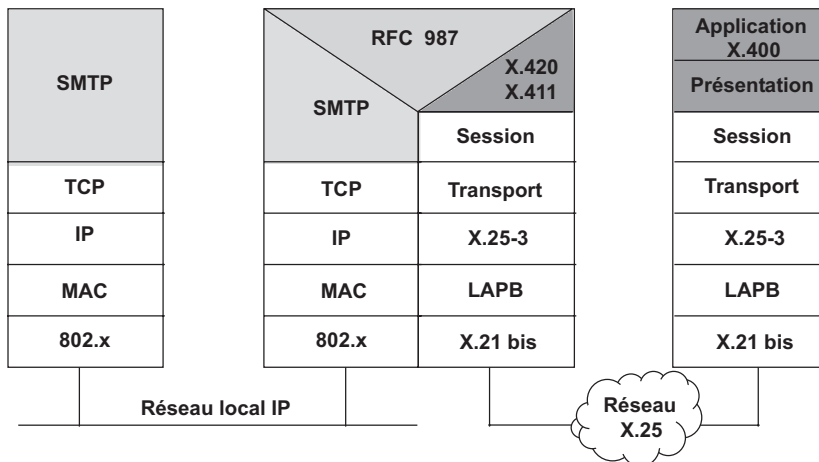 SMTP
TCP
IP
MAC
802.x
RFC 987
SMTP
X.420
X.411
Session
TCP
Transport
IP
X.25-3
MAC
LAPB
802.x
X.21 bis
Application
X.400
Présentation
Session
Transport
X.25-3
LAPB
X.21 bis
Réseau local IP
Réseau
X.25